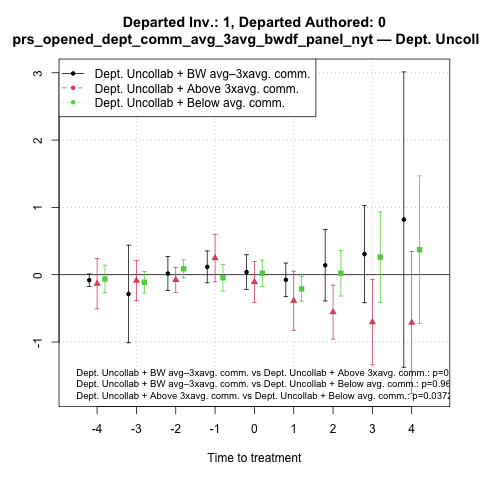 Departed Inv.: 1, Departed Authored: 0
prs_opened_dept_comm_avg_3avg_bwdf_panel_nyt — Dept. Uncoll
Dept. Uncollab + BW avg–3xavg. comm.
Dept. Uncollab + Above 3xavg. comm.
Dept. Uncollab + Below avg. comm.
3
2
1
0
-1
Dept. Uncollab + BW avg–3xavg. comm. vs Dept. Uncollab + Above 3xavg. comm.: p=0
Dept. Uncollab + BW avg–3xavg. comm. vs Dept. Uncollab + Below avg. comm.: p=0.96
Dept. Uncollab + Above 3xavg. comm. vs Dept. Uncollab + Below avg. comm.: p=0.0372
-4 -3 -2 -1 0 1 2 3 4
Time to treatment